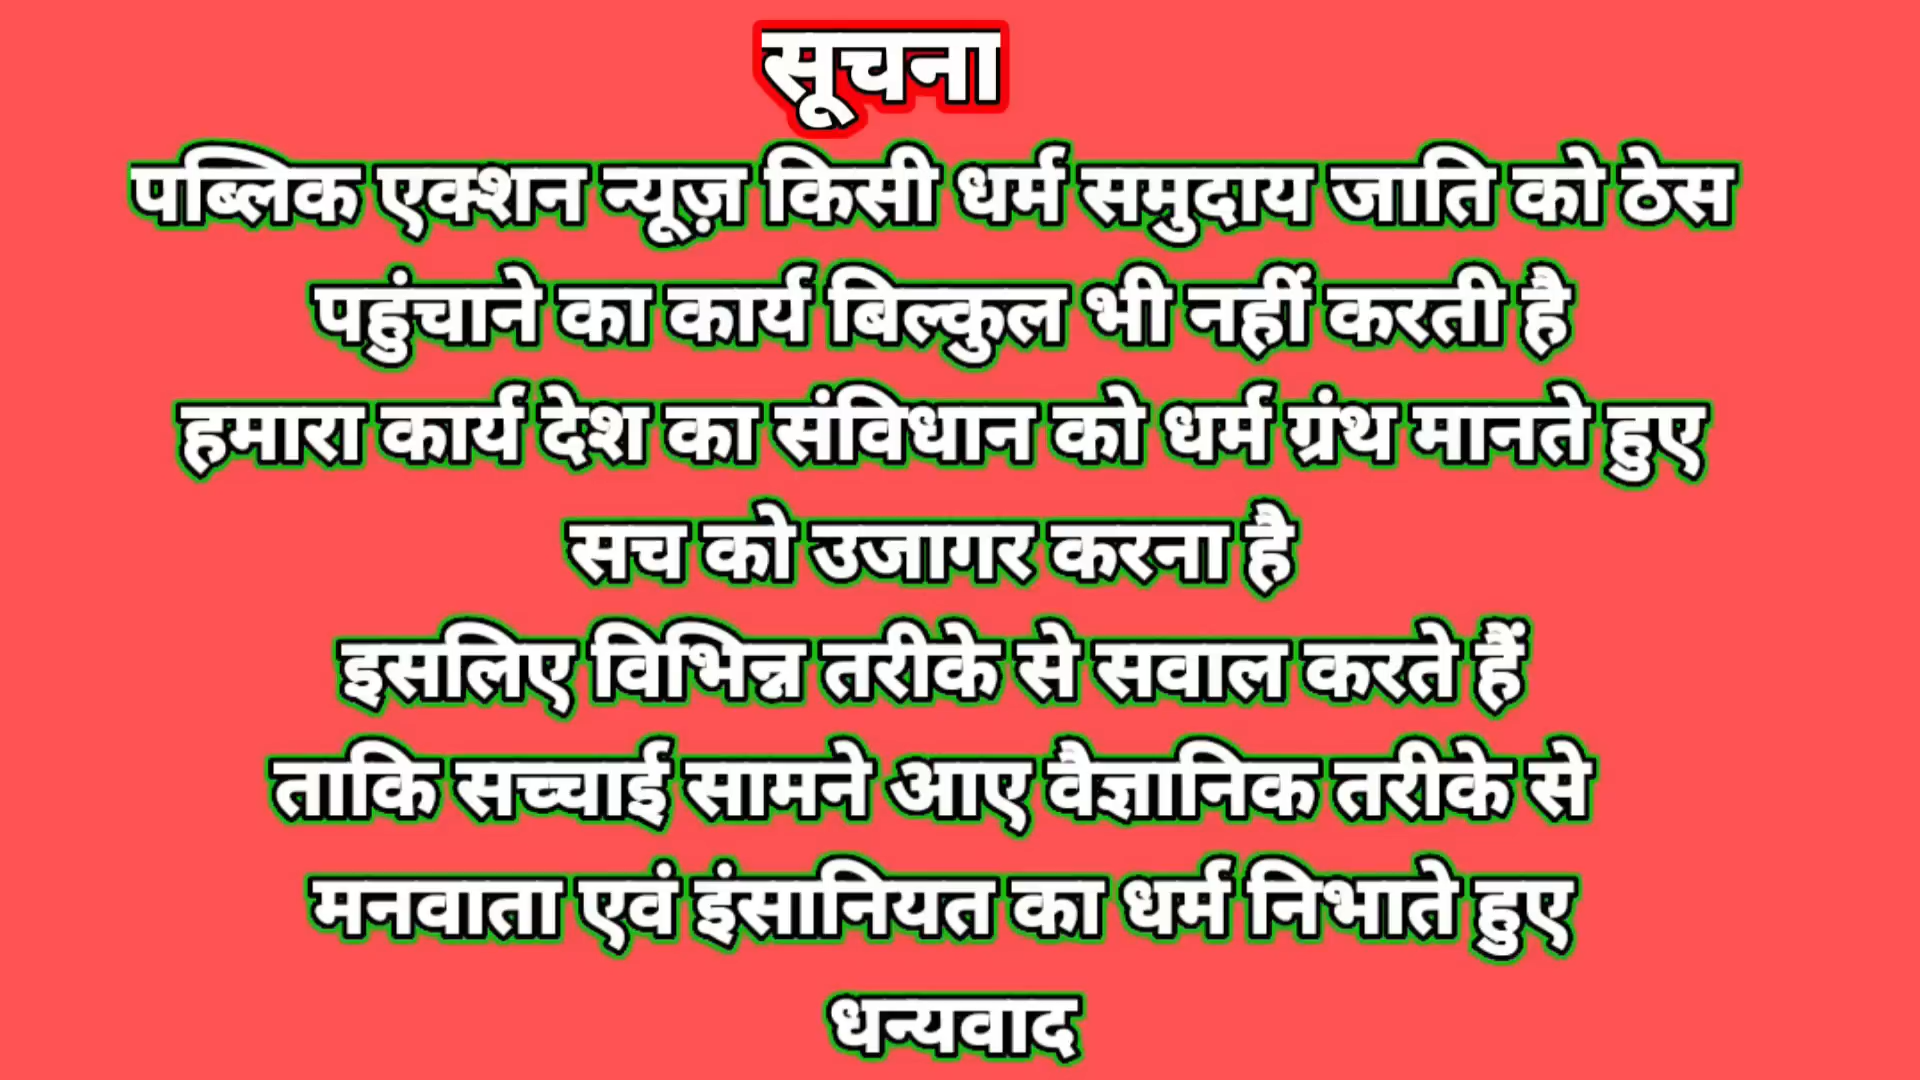 सूचना
पब्लिक एक्शन न्यूज़ किसी धर्म समुदाय जाति को ठेस
पहुंचाने का कार्य बिल्कुल भी नहीं करती है
हमारा कार्य देश का संविधान को धर्म ग्रंथ मानते हुए
सच को उजागर करना है
इसलिए विभिन्न तरीके से सवाल करते हैं
ताकि सच्चाई सामने आए वैज्ञानिक तरीके से
मनवाता एवं इंसानियत का धर्म निभाते हुए
धन्यवाद